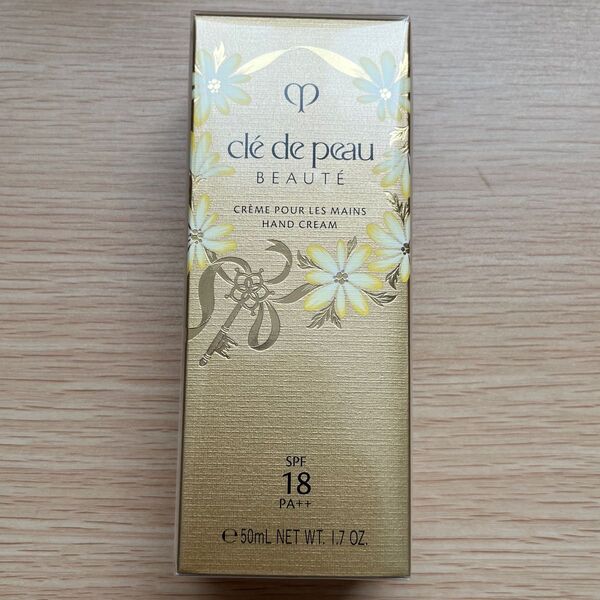 clé de peau
BEAUTÉ
CRÈME POUR LES MAINS
HAND CREAM
SPF
18
PA++
℮50mL NET WT. 1.7 OZ.